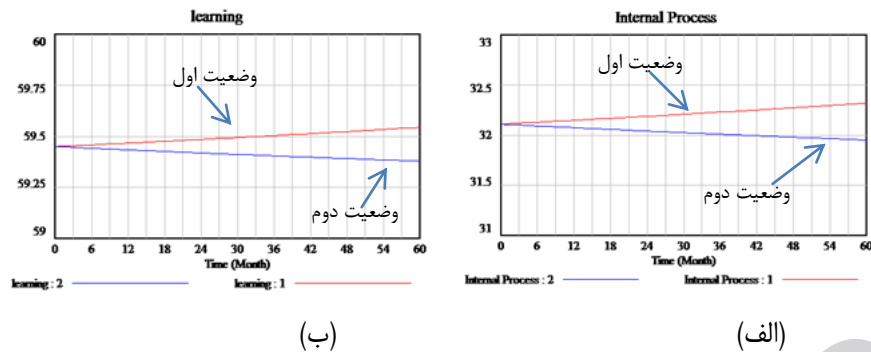 learning
60
59.75
59.5
59.25
59
وضعیت اول
وضعیت دوم
0 6 12 18 24 30 36 42 48 54 60
Time (Month)
learning : 2 learning : 1
(ب)
Internal Process
33
32.5
32
31.5
31
وضعیت اول
وضعیت دوم
0 6 12 18 24 30 36 42 48 54 60
Time (Month)
Internal Process : 2 Internal Process : 1
(الف)